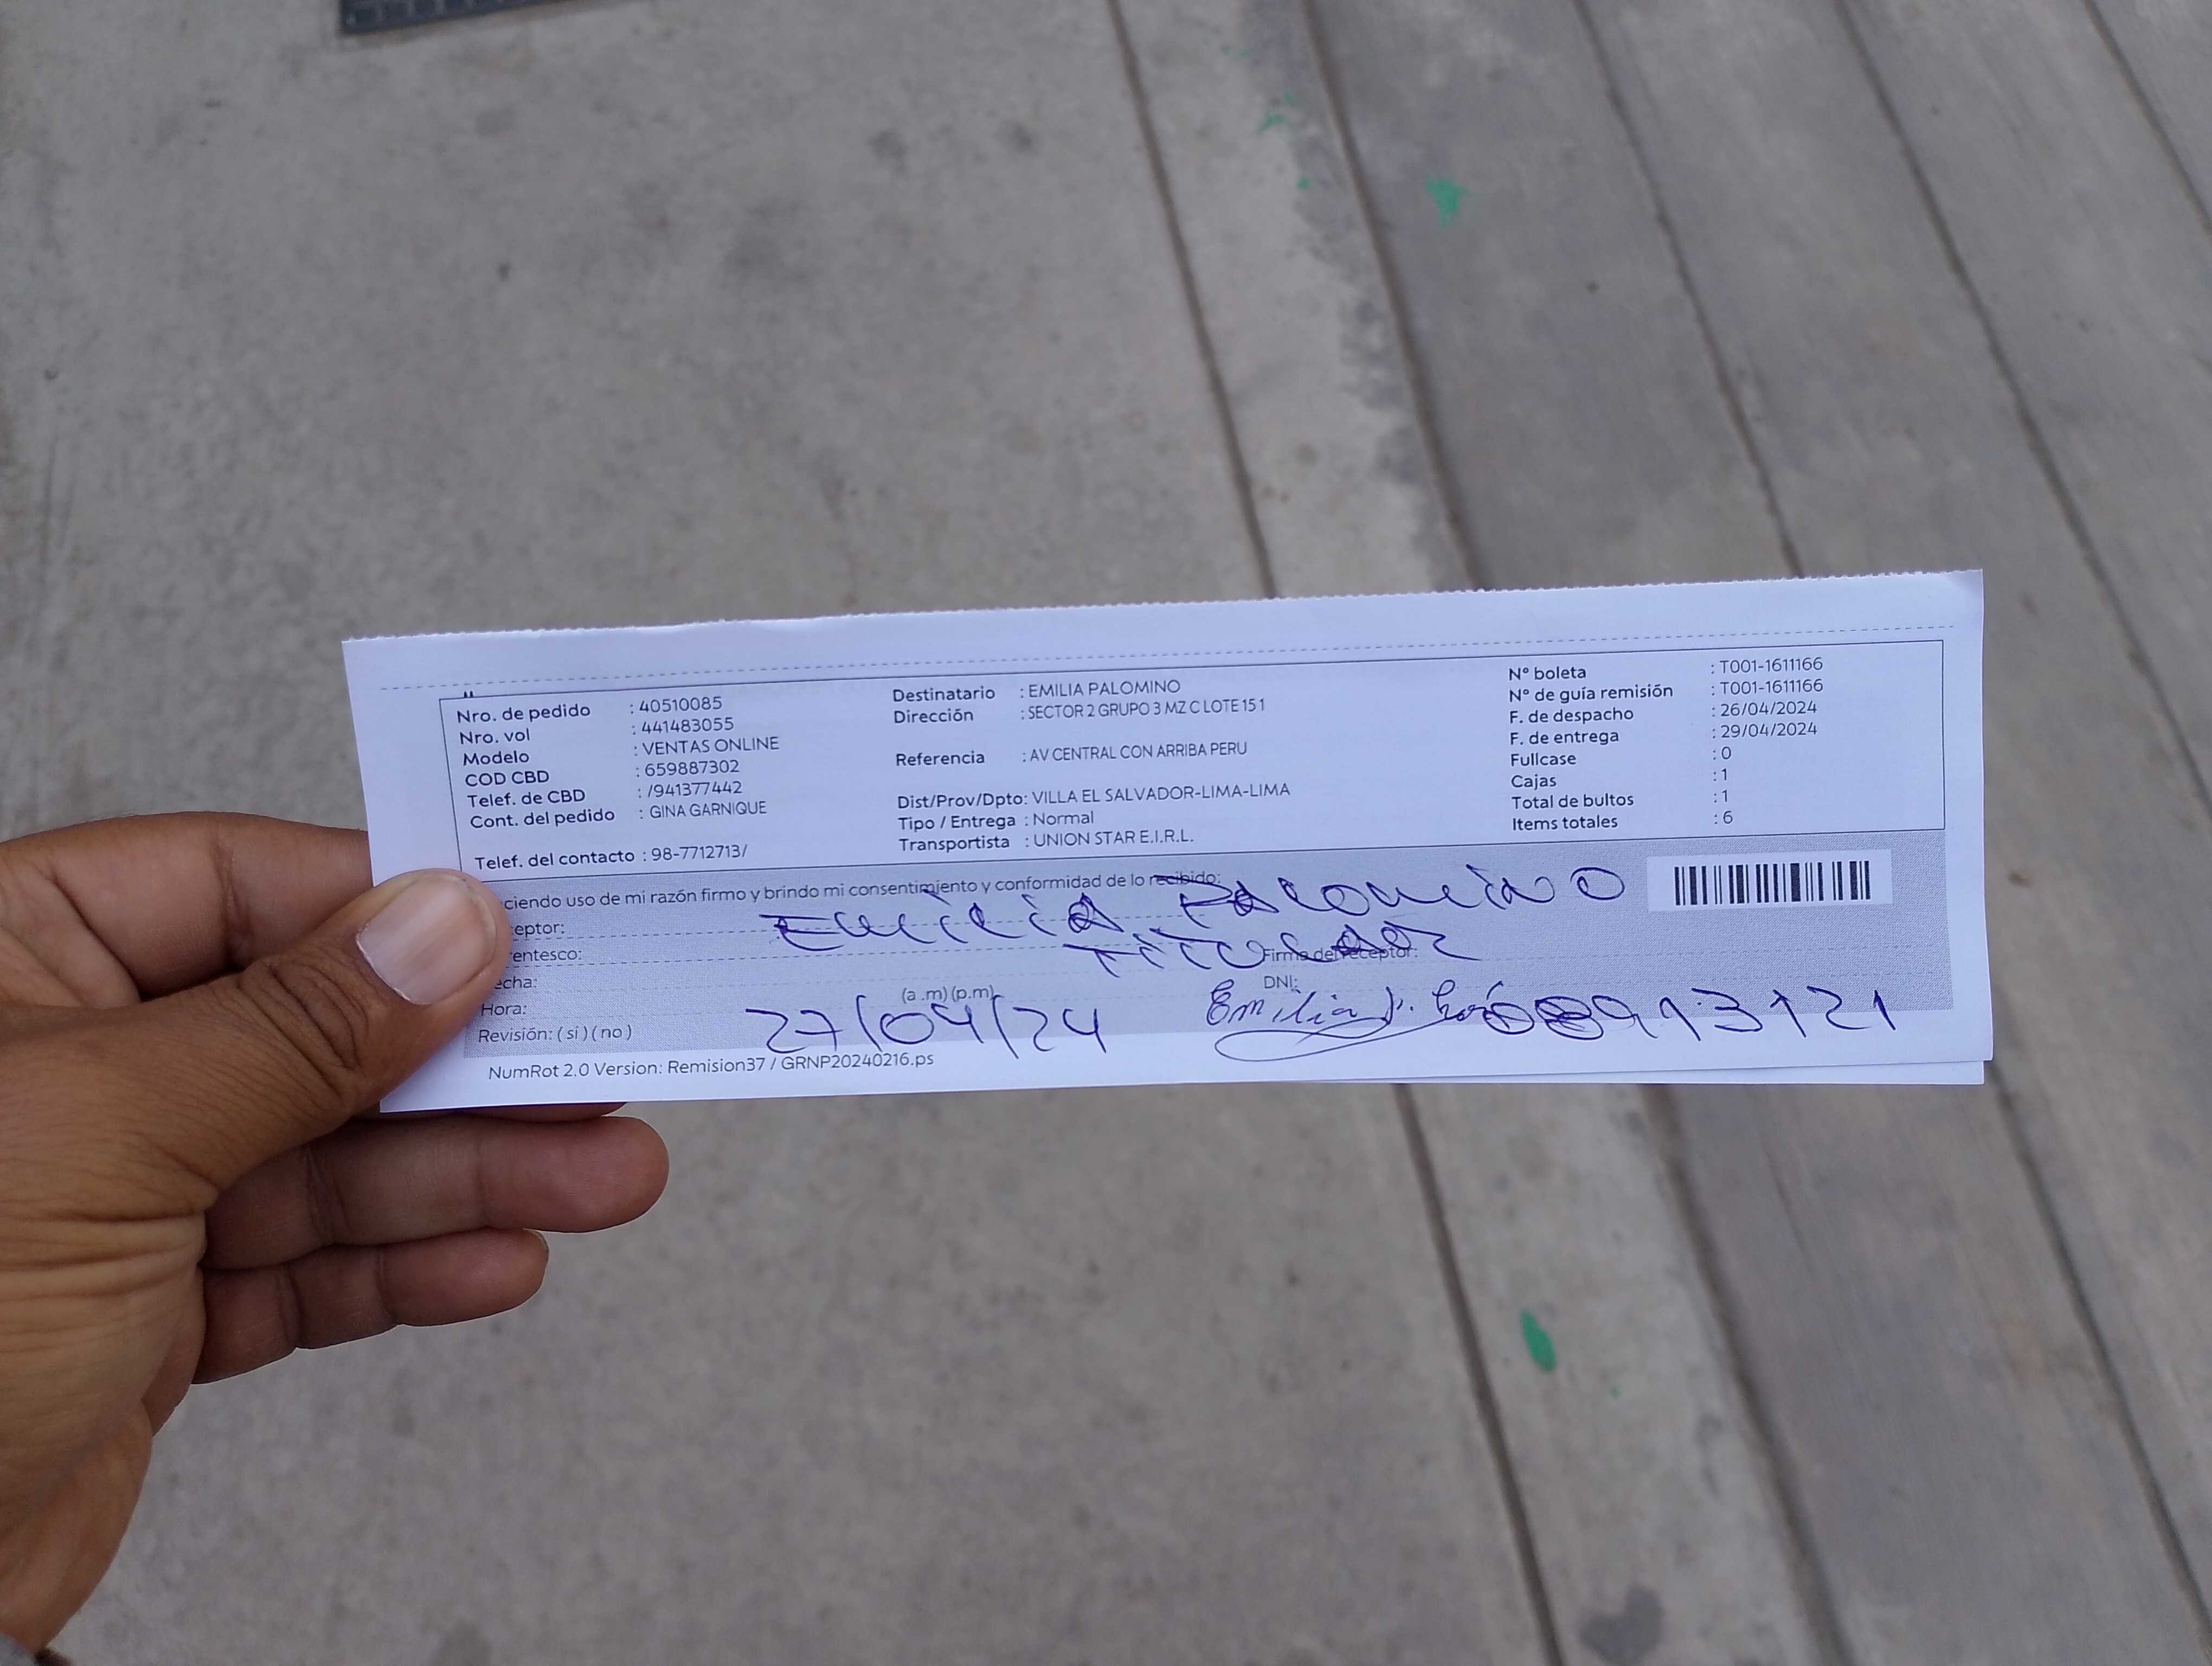 Nro. de pedido : 40510085
Nro. vol : 441483055
Modelo : VENTAS ONLINE
COD CBD : 659887302
Telef. de CBD : /941377442
Cont. del pedido : GINA GARNIQUE
Telef. del contacto : 98-7712713/
Destinatario : EMILIA PALOMINO
Dirección : SECTOR 2 GRUPO 3 MZ C LOTE 15 1
Referencia : AV CENTRAL CON ARRIBA PERU
Dist/Prov/Dpto: VILLA EL SALVADOR-LIMA-LIMA
Tipo / Entrega : Normal
Transportista : UNION STAR E.I.R.L.
Nº boleta : T001-1611166
Nº de guía remisión : T001-1611166
F. de despacho : 26/04/2024
F. de entrega : 29/04/2024
Fullcase : 0
Cajas : 1
Total de bultos : 1
Items totales : 6
ciendo uso de mi razón firmo y brindo mi consentimiento y conformidad de lo recibido:
eptor: Emilia Palomino
entesco: Titular
Firma del receptor:
echa:
DNI:
Hora: (a .m) (p.m)
Revisión: ( si ) ( no ) 27/04/24 Emilia P. 08913121
NumRot 2.0 Version: Remision37 / GRNP20240216.ps